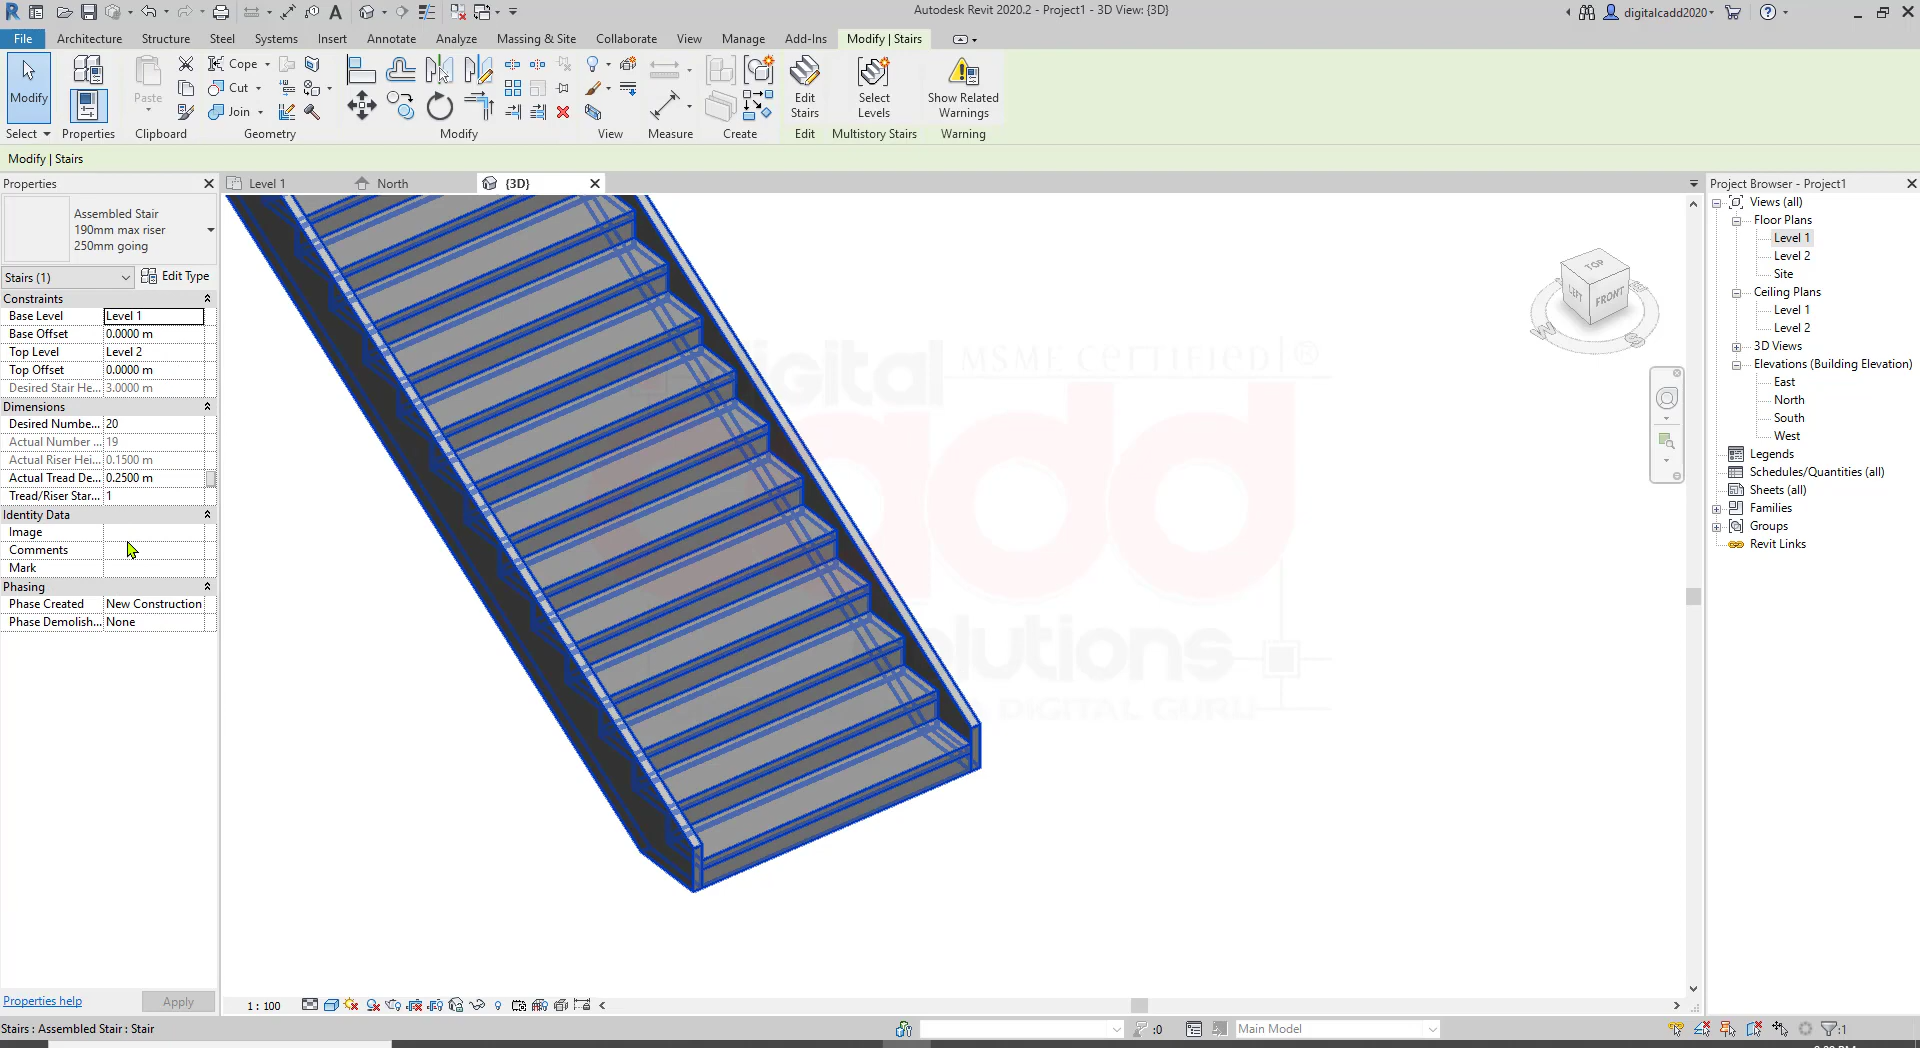 Autodesk Revit 2020.2 - Project1 - 3D View: {3D}
digitalcadd2020
File Architecture Structure Steel Systems Insert Annotate Analyze Massing & Site Collaborate View Manage Add-Ins Modify | Stairs
Modify
Paste
Cope
Cut
Join
Edit Stairs
Select Levels
Show Related Warnings
Select Properties Clipboard Geometry Modify View Measure Create Edit Multistory Stairs Warning
Modify | Stairs
Properties
Level 1 North {3D}
Project Browser - Project1
Assembled Stair
190mm max riser
250mm going
Stairs (1) Edit Type
Constraints
Base Level Level 1
Base Offset 0.0000 m
Top Level Level 2
Top Offset 0.0000 m
Desired Stair He... 3.0000 m
Dimensions
Desired Numbe... 20
Actual Number ... 19
Actual Riser Hei... 0.1500 m
Actual Tread De... 0.2500 m
Tread/Riser Star... 1
Identity Data
Image
Comments
Mark
Phasing
Phase Created New Construction
Phase Demolish... None
Properties help Apply
digital MSME CERTIFIED ®
cadd
solutions
DIGITAL GURU
TOP
LEFT FRONT
W S
Views (all)
Floor Plans
Level 1
Level 2
Site
Ceiling Plans
Level 1
Level 2
3D Views
Elevations (Building Elevation)
East
North
South
West
Legends
Schedules/Quantities (all)
Sheets (all)
Families
Groups
Revit Links
1 : 100
Stairs : Assembled Stair : Stair
:0
Main Model
:1